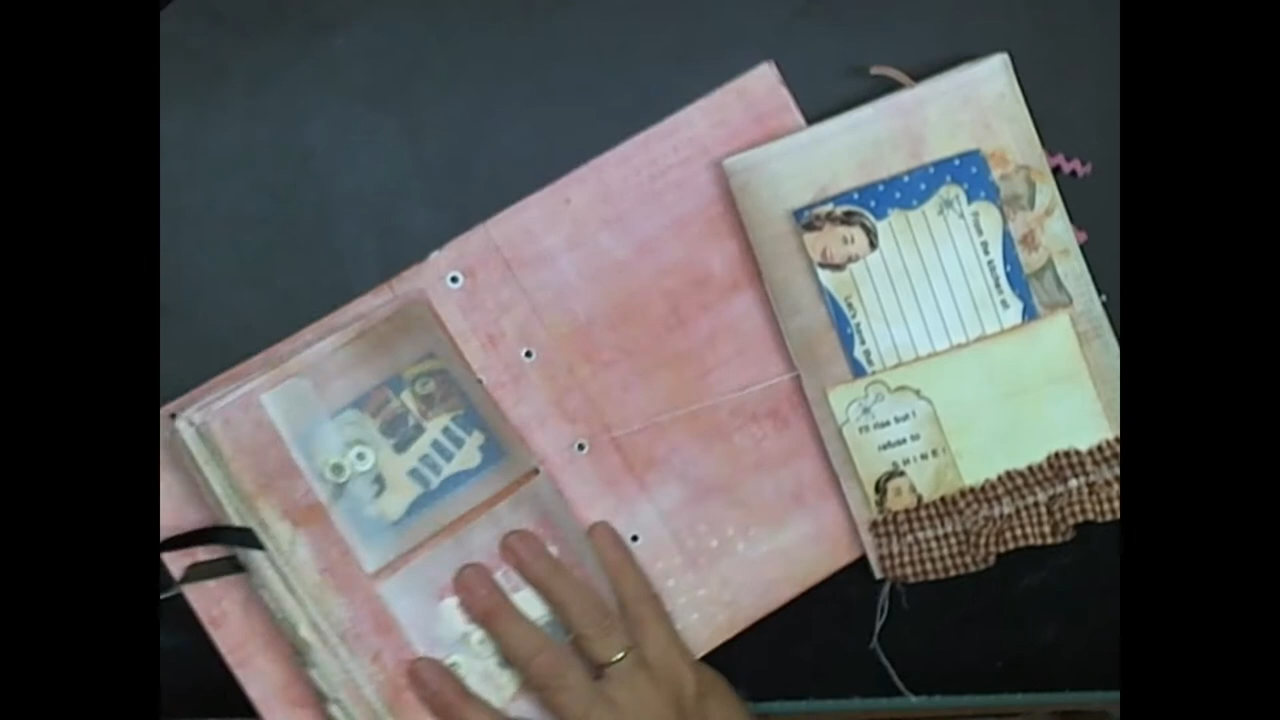 From the kitchen of:
Let's have that
I'll rise but I
refuse to
SHINE!